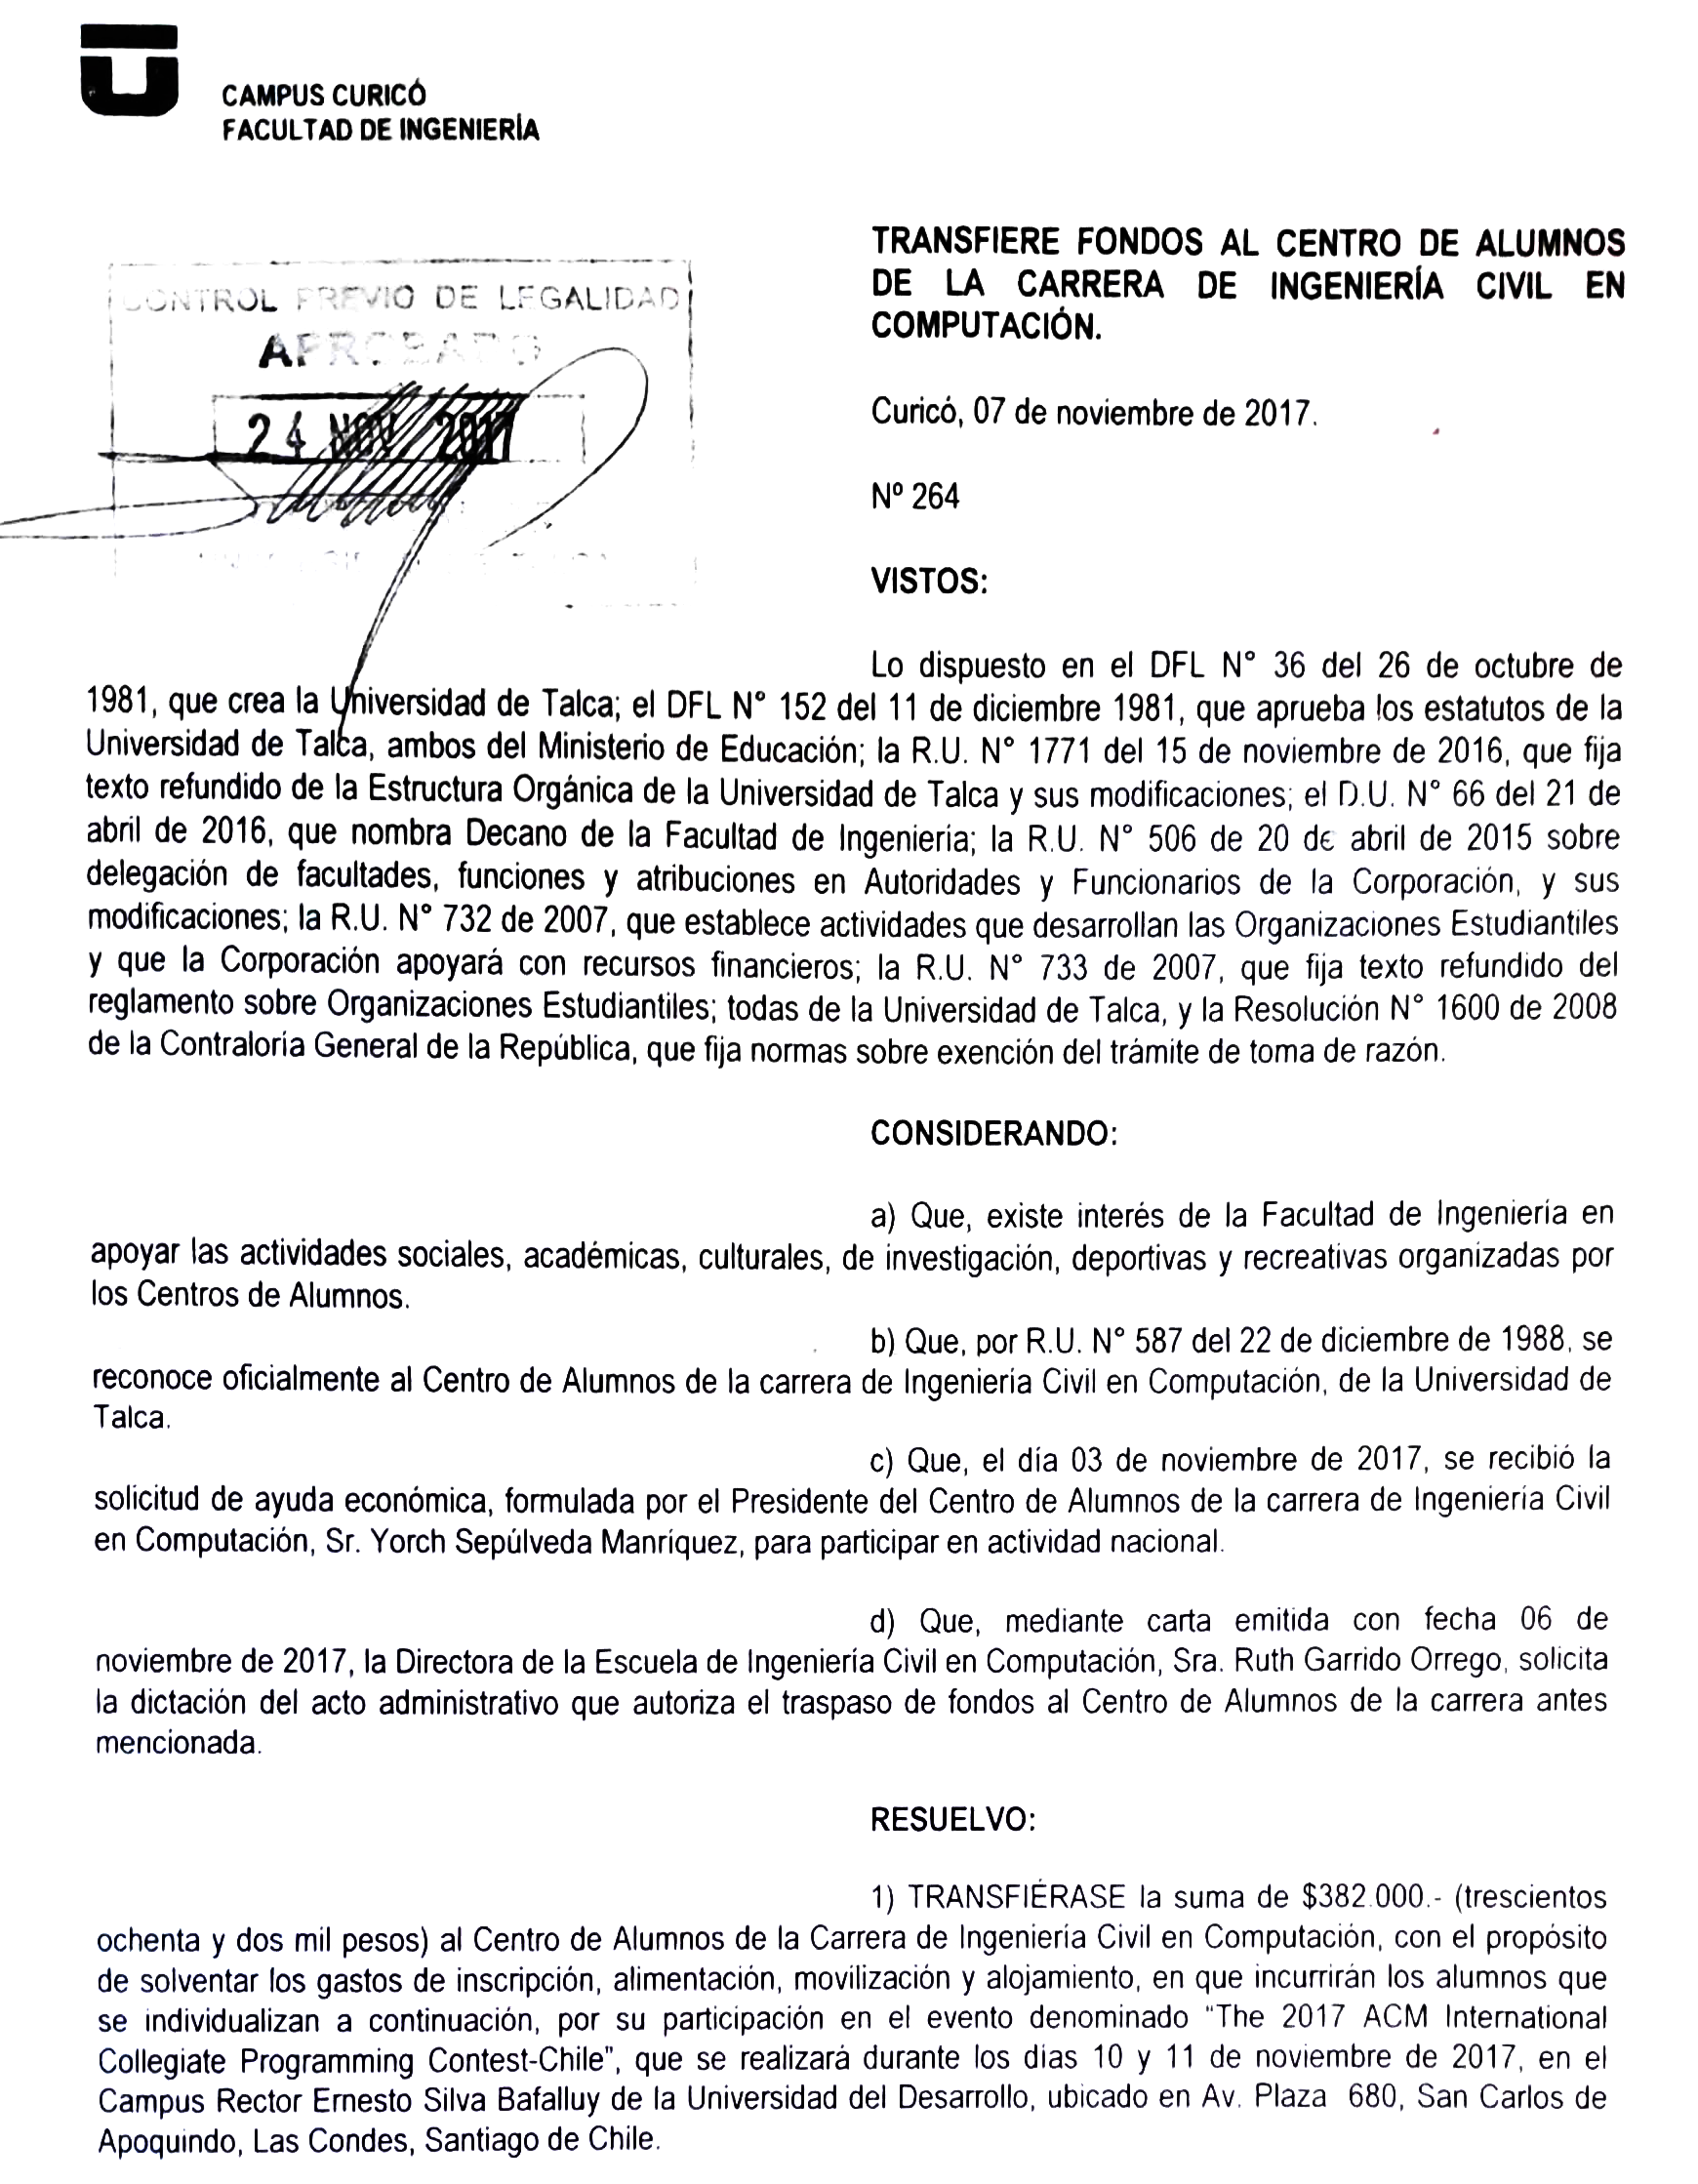 CAMPUS CURICÓ
FACULTAD DE INGENIERÍA
TRANSFIERE FONDOS AL CENTRO DE ALUMNOS
DE LA CARRERA DE INGENIERÍA CIVIL EN
COMPUTACIÓN.
CONTROL PREVIO DE LEGALIDAD
APROBADO
24 NOV 2017
Curicó, 07 de noviembre de 2017.
Nº 264
VISTOS:
Lo dispuesto en el DFL N° 36 del 26 de octubre de
1981, que crea la Universidad de Talca; el DFL N° 152 del 11 de diciembre 1981, que aprueba los estatutos de la
Universidad de Talca, ambos del Ministerio de Educación; la R.U. N° 1771 del 15 de noviembre de 2016, que fija
texto refundido de la Estructura Orgánica de la Universidad de Talca y sus modificaciones; el D.U. N° 66 del 21 de
abril de 2016, que nombra Decano de la Facultad de Ingeniería; la R.U. N° 506 de 20 de abril de 2015 sobre
delegación de facultades, funciones y atribuciones en Autoridades y Funcionarios de la Corporación, y sus
modificaciones; la R.U. N° 732 de 2007, que establece actividades que desarrollan las Organizaciones Estudiantiles
y que la Corporación apoyará con recursos financieros; la R.U. N° 733 de 2007, que fija texto refundido del
reglamento sobre Organizaciones Estudiantiles; todas de la Universidad de Talca, y la Resolución N° 1600 de 2008
de la Contraloría General de la República, que fija normas sobre exención del trámite de toma de razón.
CONSIDERANDO:
a) Que, existe interés de la Facultad de Ingeniería en
apoyar las actividades sociales, académicas, culturales, de investigación, deportivas y recreativas organizadas por
los Centros de Alumnos.
b) Que, por R.U. N° 587 del 22 de diciembre de 1988, se
reconoce oficialmente al Centro de Alumnos de la carrera de Ingeniería Civil en Computación, de la Universidad de
Talca.
c) Que, el día 03 de noviembre de 2017, se recibió la
solicitud de ayuda económica, formulada por el Presidente del Centro de Alumnos de la carrera de Ingeniería Civil
en Computación, Sr. Yorch Sepúlveda Manríquez, para participar en actividad nacional.
d) Que, mediante carta emitida con fecha 06 de
noviembre de 2017, la Directora de la Escuela de Ingeniería Civil en Computación, Sra. Ruth Garrido Orrego, solicita
la dictación del acto administrativo que autoriza el traspaso de fondos al Centro de Alumnos de la carrera antes
mencionada.
RESUELVO:
1) TRANSFIÉRASE la suma de $382.000.- (trescientos
ochenta y dos mil pesos) al Centro de Alumnos de la Carrera de Ingeniería Civil en Computación, con el propósito
de solventar los gastos de inscripción, alimentación, movilización y alojamiento, en que incurrirán los alumnos que
se individualizan a continuación, por su participación en el evento denominado “The 2017 ACM International
Collegiate Programming Contest-Chile”, que se realizará durante los días 10 y 11 de noviembre de 2017, en el
Campus Rector Ernesto Silva Bafalluy de la Universidad del Desarrollo, ubicado en Av. Plaza 680, San Carlos de
Apoquindo, Las Condes, Santiago de Chile.